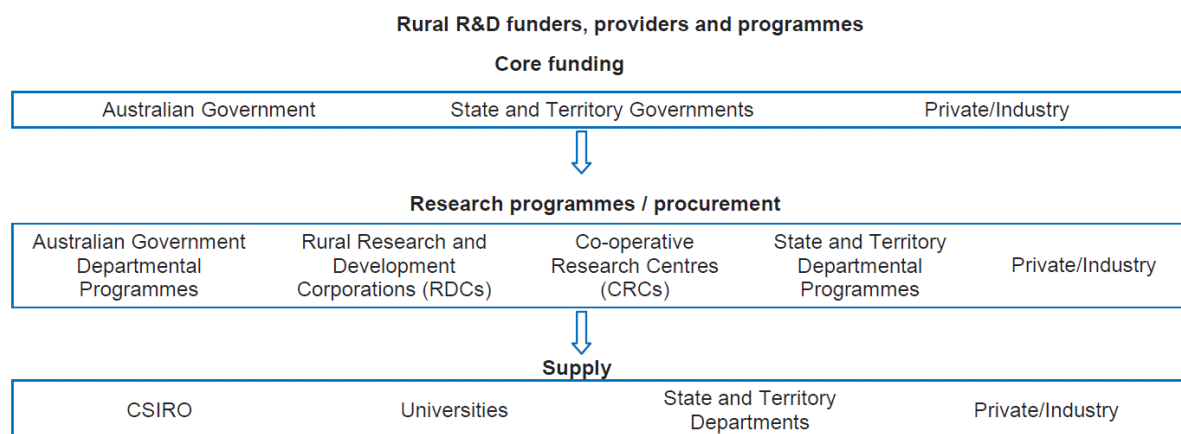 Rural R&D funders, providers and programmes
Core funding
Australian Government
State and Territory Governments
Private/Industry
Research programmes / procurement
Australian Government
Departmental
Programmes
Rural Research and
Development
Corporations (RDCs)
Co-operative
Research Centres
(CRCs)
State and Territory
Departmental
Programmes
Private/Industry
Supply
CSIRO
Universities
State and Territory
Departments
Private/Industry